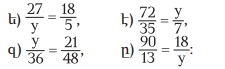 ե) 27/y = 18/5, է) 72/35 = y/7,
զ) y/36 = 21/48, ը) 90/13 = 18/y: